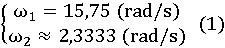 ω₁ = 15,75 (rad/s)
ω₂ ≈ 2,3333 (rad/s) (1)